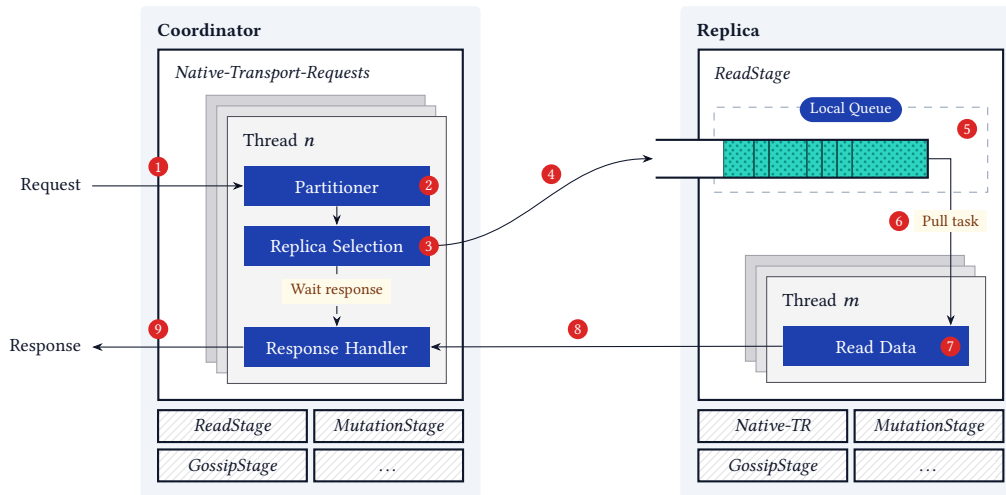 Coordinator
Native-Transport-Requests
Thread n
Request
1
Partitioner
2
Replica Selection
3
Wait response
Response Handler
9
Response
ReadStage
MutationStage
GossipStage
...
4
8
Replica
ReadStage
Local Queue
5
6
Pull task
Thread m
Read Data
7
Native-TR
MutationStage
GossipStage
...